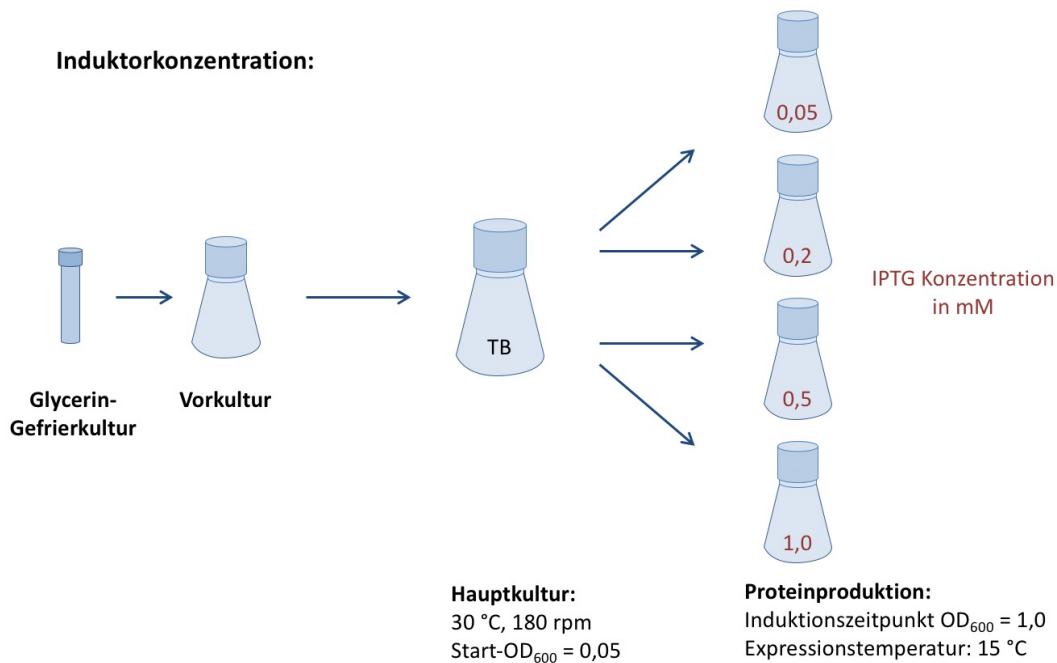 Induktorkonzentration:
0,05
0,2
IPTG Konzentration
in mM
TB
0,5
Glycerin-
Gefrierkultur
Vorkultur
1,0
Hauptkultur:
30 °C, 180 rpm
Start-OD₆₀₀ = 0,05
Proteinproduktion:
Induktionszeitpunkt OD₆₀₀ = 1,0
Expressionstemperatur: 15 °C